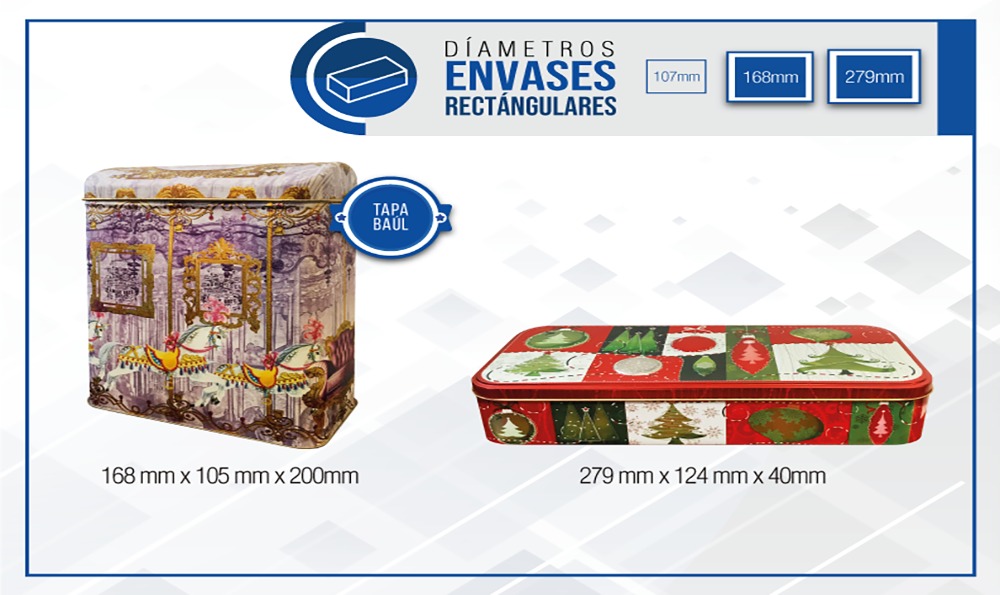 DÍAMETROS
ENVASES
RECTÁNGULARES
107mm
168mm
279mm
TAPA
BAÚL
168 mm x 105 mm x 200mm
279 mm x 124 mm x 40mm